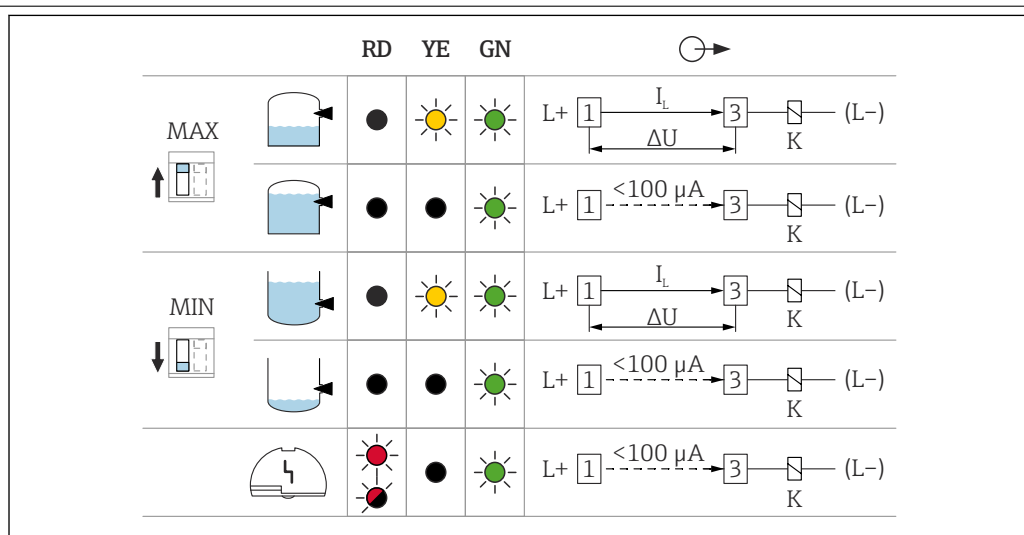 RD YE GN
MAX
L+ 1 I_L 3 (L–)
ΔU K
L+ 1 <100 µA 3 (L–)
K
MIN
L+ 1 I_L 3 (L–)
ΔU K
L+ 1 <100 µA 3 (L–)
K
L+ 1 <100 µA 3 (L–)
K